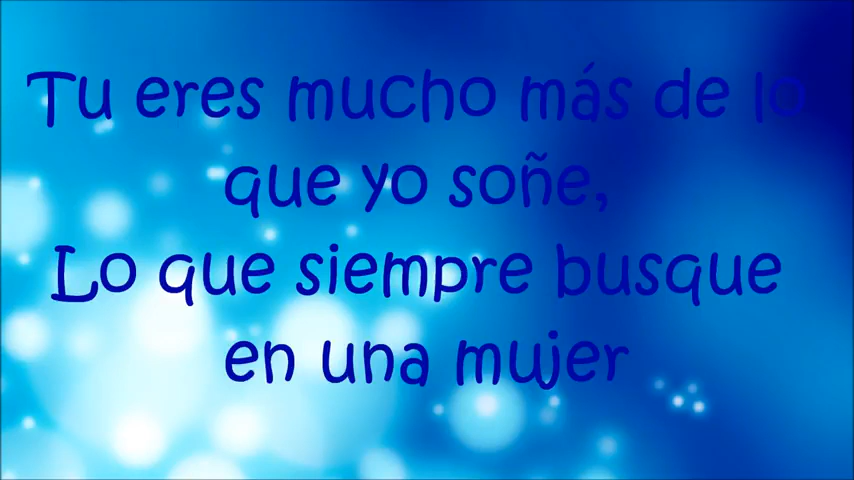 Tu eres mucho más de lo
que yo soñe,
Lo que siempre busque
en una mujer